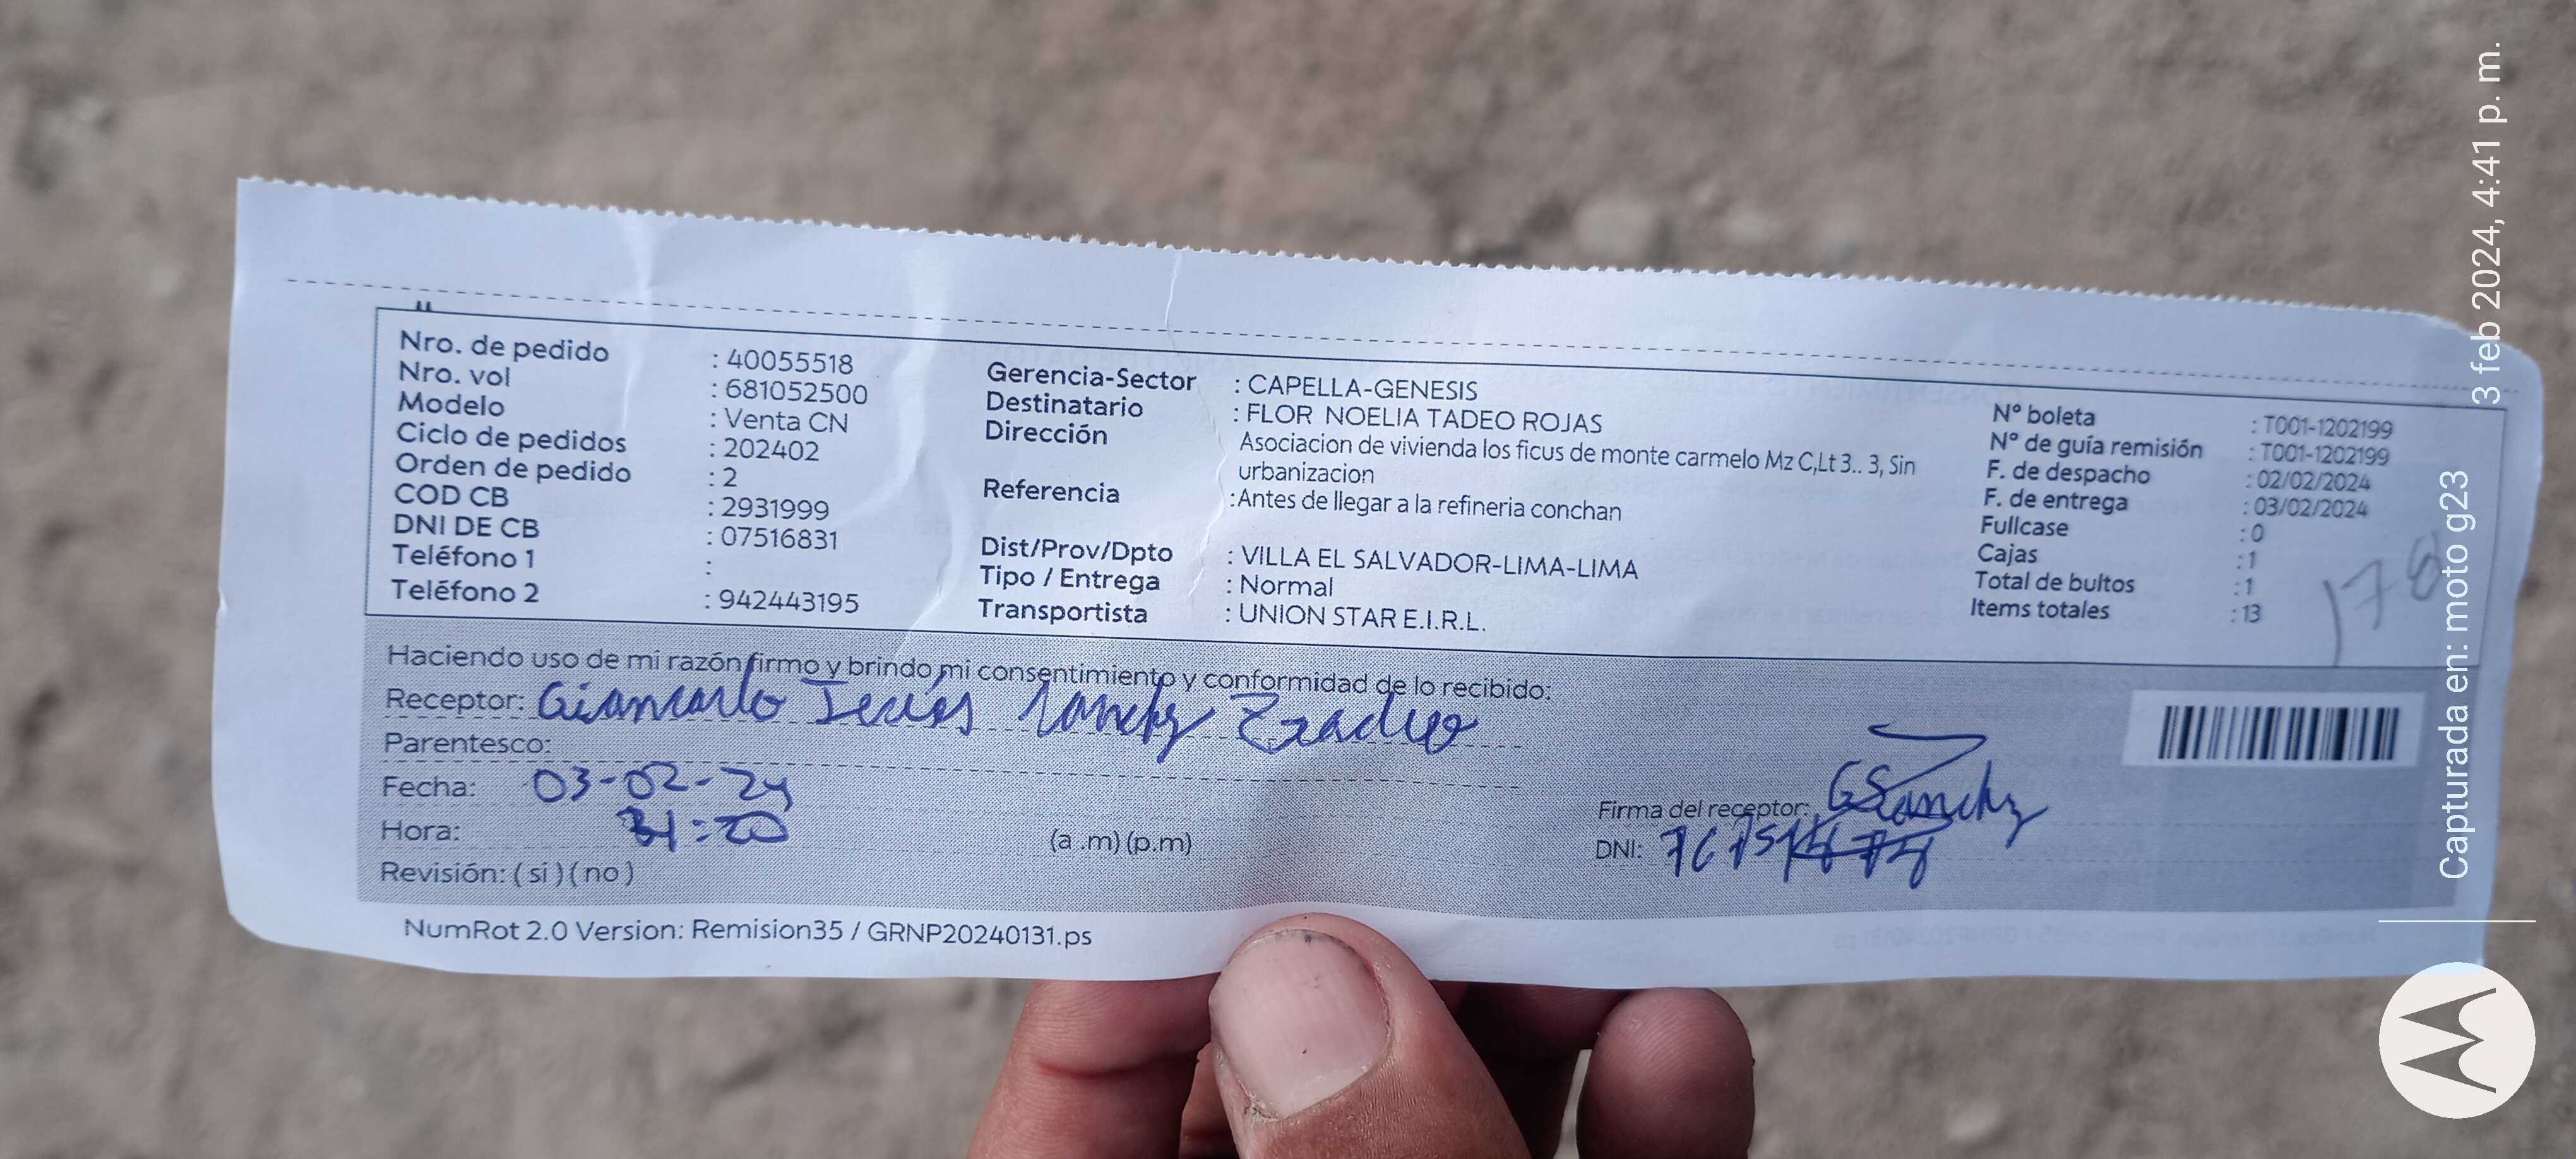 Nro. de pedido : 40055518
Nro. vol : 681052500
Modelo : Venta CN
Ciclo de pedidos : 202402
Orden de pedido : 2
COD CB : 2931999
DNI DE CB : 07516831
Teléfono 1 :
Teléfono 2 : 942443195
Gerencia-Sector : CAPELLA-GENESIS
Destinatario : FLOR NOELIA TADEO ROJAS
Dirección Asociacion de vivienda los ficus de monte carmelo Mz C,Lt 3.. 3, Sin
urbanizacion
Referencia :Antes de llegar a la refineria conchan
Dist/Prov/Dpto : VILLA EL SALVADOR-LIMA-LIMA
Tipo / Entrega : Normal
Transportista : UNION STAR E.I.R.L.
N° boleta : T001-1202199
N° de guía remisión : T001-1202199
F. de despacho : 02/02/2024
F. de entrega : 03/02/2024
Fullcase : 0
Cajas : 1
Total de bultos : 1
Items totales : 13
178
Haciendo uso de mi razón firmo y brindo mi consentimiento y conformidad de lo recibido:
Receptor: Giancarlo Jesús Sanchez
Parentesco:
Fecha: 03-02-24
Hora: :20 (a .m) (p.m)
Revisión: ( si ) ( no )
Firma del receptor: GSanchz
DNI:
NumRot 2.0 Version: Remision35 / GRNP20240131.ps
Capturada en: moto g23 3 feb 2024, 4:41 p. m.